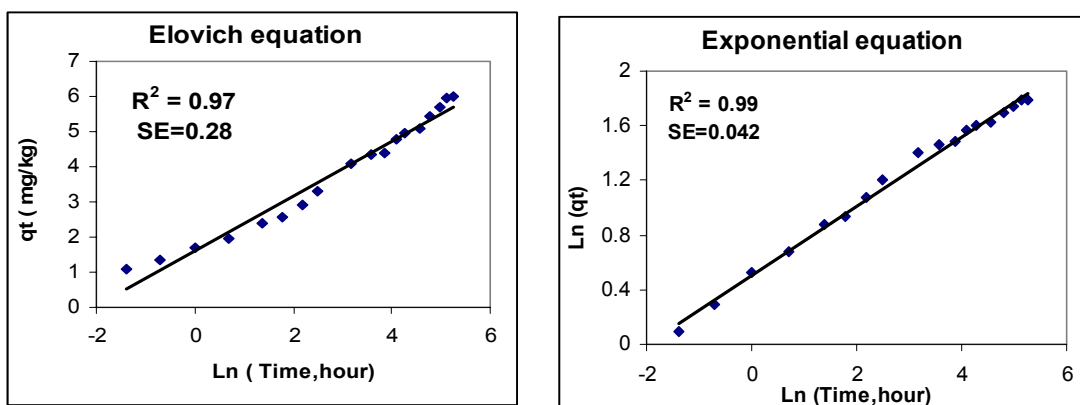 Elovich equation
7
6
5
4
3
2
1
0
R² = 0.97
SE=0.28
qt ( mg/kg)
-2
0
2
4
6
Ln ( Time,hour)
Exponential equation
2
1.6
1.2
0.8
0.4
0
R² = 0.99
SE=0.042
Ln (qt)
-2
0
2
4
6
Ln (Time,hour)